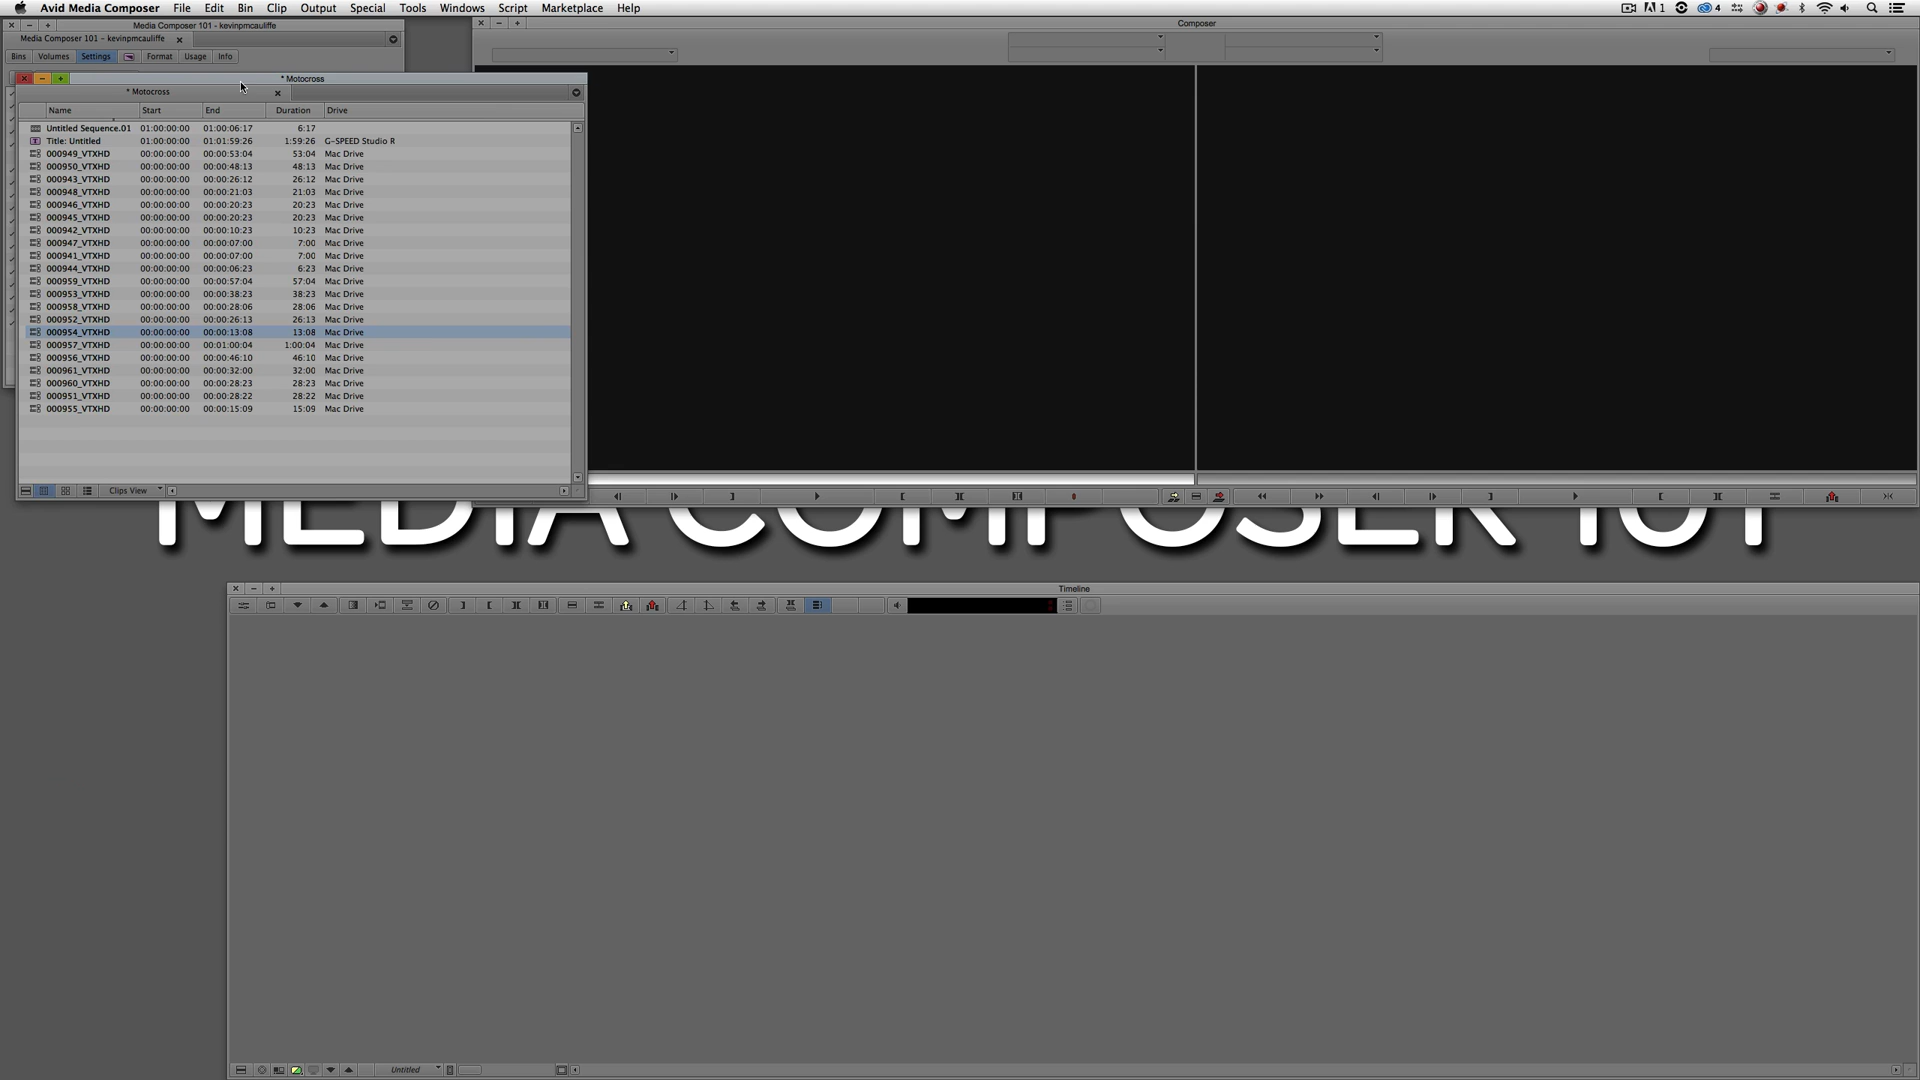 Avid Media Composer File Edit Bin Clip Output Special Tools Windows Script Marketplace Help 1 4
Media Composer 101 - kevinpmcauliffe
Composer
Media Composer 101 - kevinpmcauliffe
Bins Volumes Settings Format Usage Info
* Motocross
* Motocross
Name Start End Duration Drive
Untitled Sequence.01 01:00:00:00 01:00:06:17 6:17
Title: Untitled 01:00:00:00 01:01:59:26 1:59:26 G-SPEED Studio R
000949_VTXHD 00:00:00:00 00:00:53:04 53:04 Mac Drive
000950_VTXHD 00:00:00:00 00:00:48:13 48:13 Mac Drive
000943_VTXHD 00:00:00:00 00:00:26:12 26:12 Mac Drive
000948_VTXHD 00:00:00:00 00:00:21:03 21:03 Mac Drive
000946_VTXHD 00:00:00:00 00:00:20:23 20:23 Mac Drive
000945_VTXHD 00:00:00:00 00:00:20:23 20:23 Mac Drive
000942_VTXHD 00:00:00:00 00:00:10:23 10:23 Mac Drive
000947_VTXHD 00:00:00:00 00:00:07:00 7:00 Mac Drive
000941_VTXHD 00:00:00:00 00:00:07:00 7:00 Mac Drive
000944_VTXHD 00:00:00:00 00:00:06:23 6:23 Mac Drive
000959_VTXHD 00:00:00:00 00:00:57:04 57:04 Mac Drive
000953_VTXHD 00:00:00:00 00:00:38:23 38:23 Mac Drive
000958_VTXHD 00:00:00:00 00:00:28:06 28:06 Mac Drive
000952_VTXHD 00:00:00:00 00:00:26:13 26:13 Mac Drive
000954_VTXHD 00:00:00:00 00:00:13:08 13:08 Mac Drive
000957_VTXHD 00:00:00:00 00:01:00:04 1:00:04 Mac Drive
000956_VTXHD 00:00:00:00 00:00:46:10 46:10 Mac Drive
000961_VTXHD 00:00:00:00 00:00:32:00 32:00 Mac Drive
000960_VTXHD 00:00:00:00 00:00:28:23 28:23 Mac Drive
000951_VTXHD 00:00:00:00 00:00:28:22 28:22 Mac Drive
000955_VTXHD 00:00:00:00 00:00:15:09 15:09 Mac Drive
Clips View
MEDIA COMPOSER 101
Timeline
Untitled